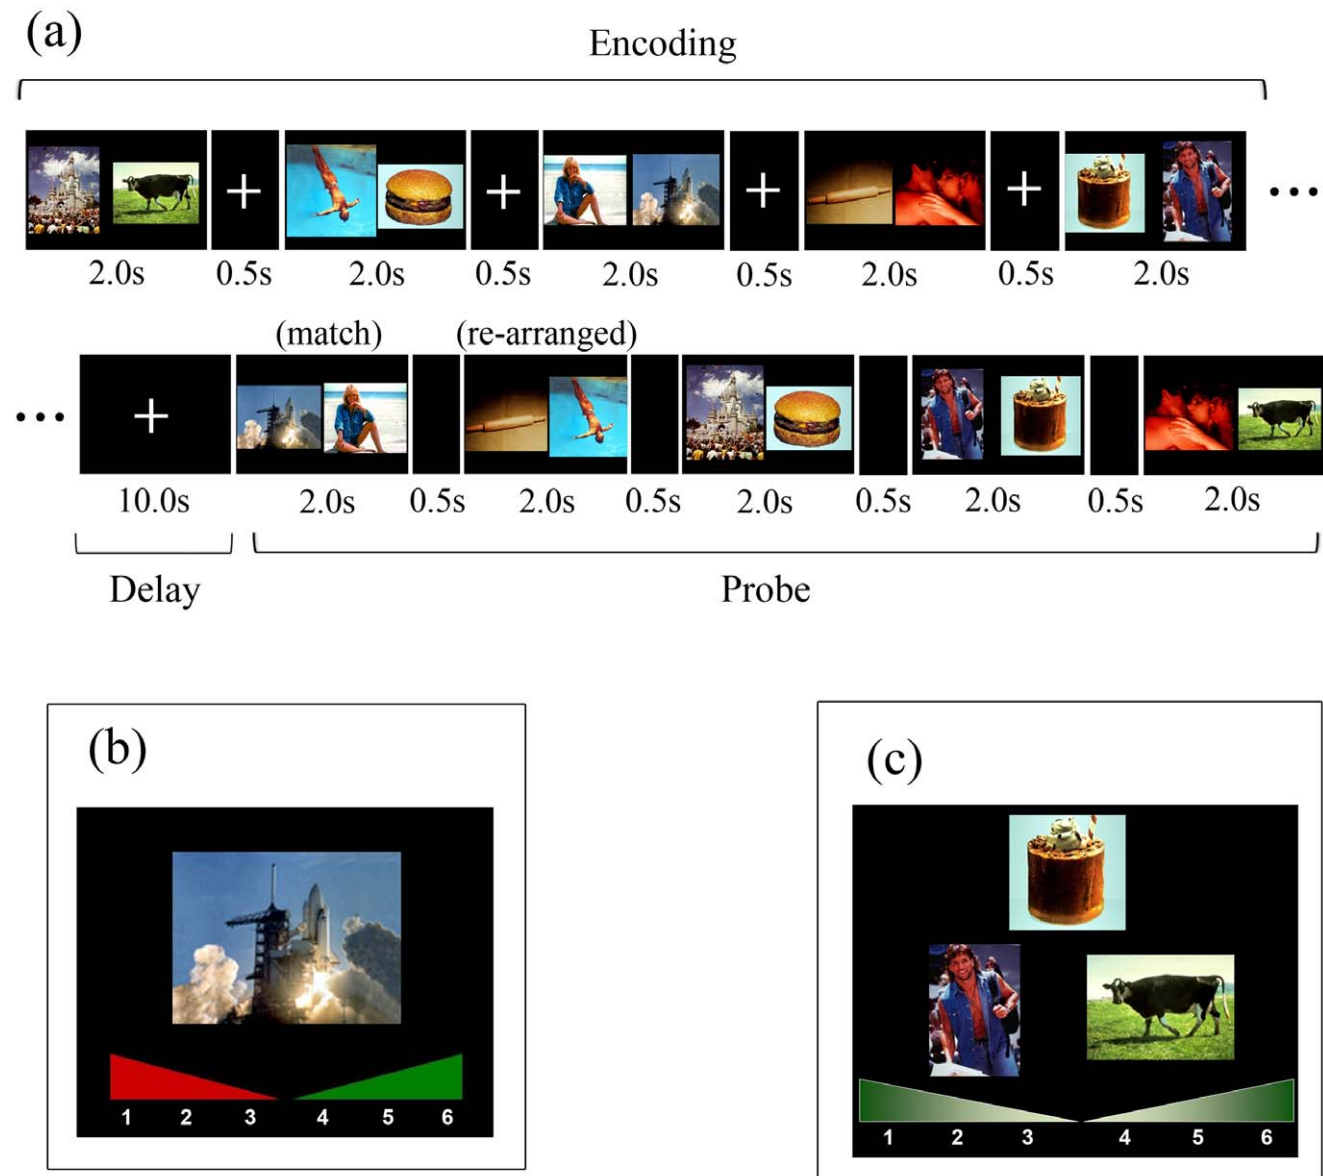 (a)
Encoding
2.0s 0.5s 2.0s 0.5s 2.0s 0.5s 2.0s 0.5s 2.0s
...
(match) (re-arranged)
...
10.0s 2.0s 0.5s 2.0s 0.5s 2.0s 0.5s 2.0s 0.5s 2.0s
Delay Probe
(b)
1 2 3 4 5 6
(c)
1 2 3 4 5 6